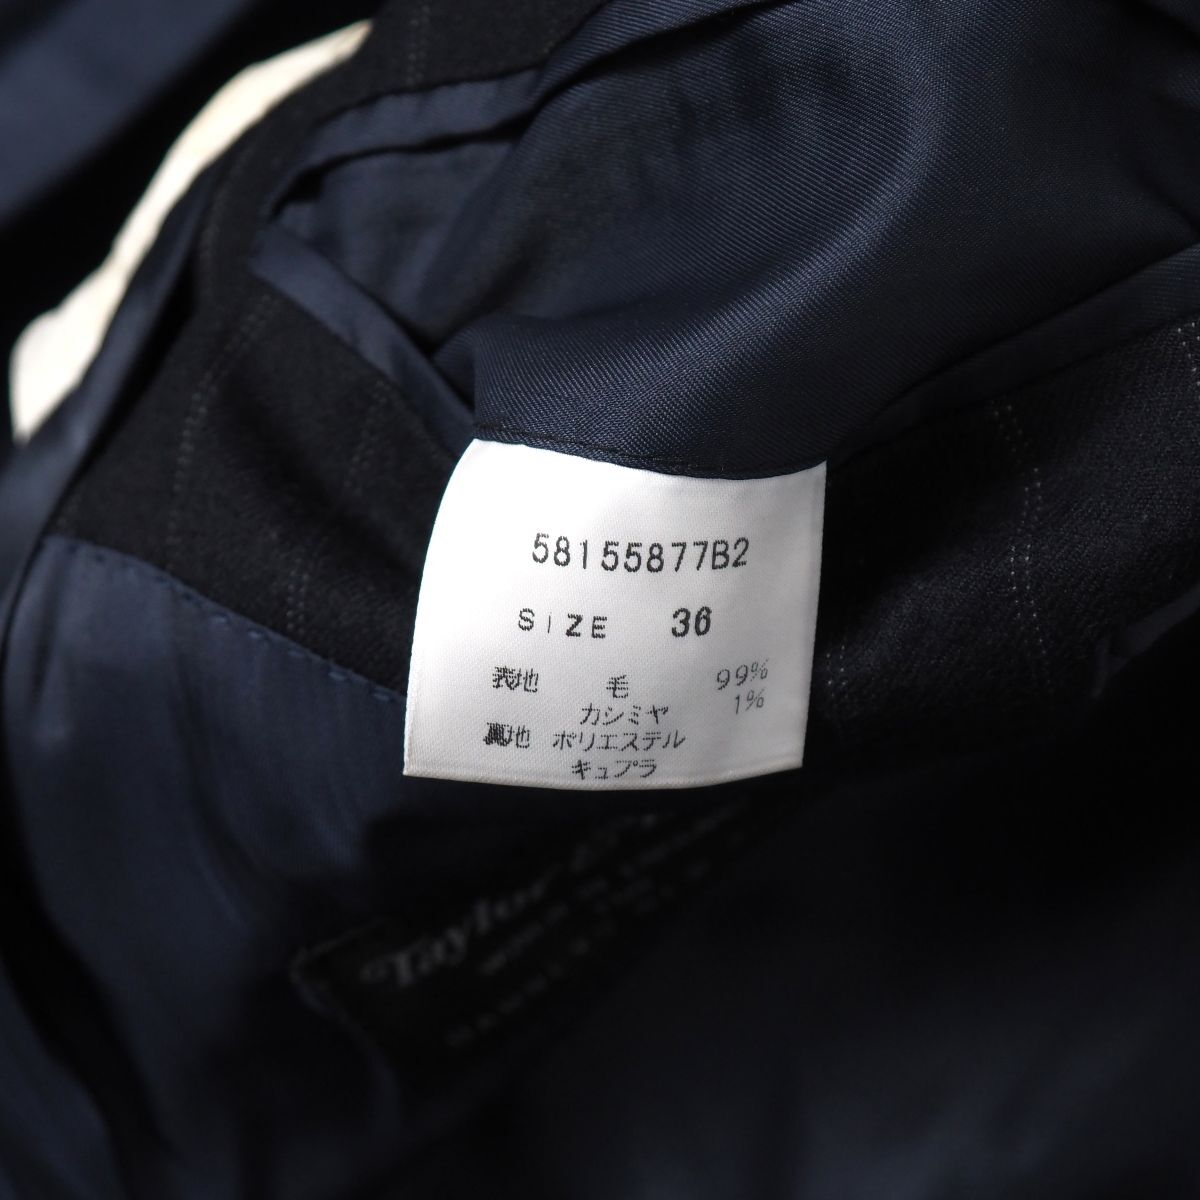 58155877B2
SIZE 36
表地 毛 99%
カシミヤ 1%
裏地 ポリエステル
キュプラ
Taylor